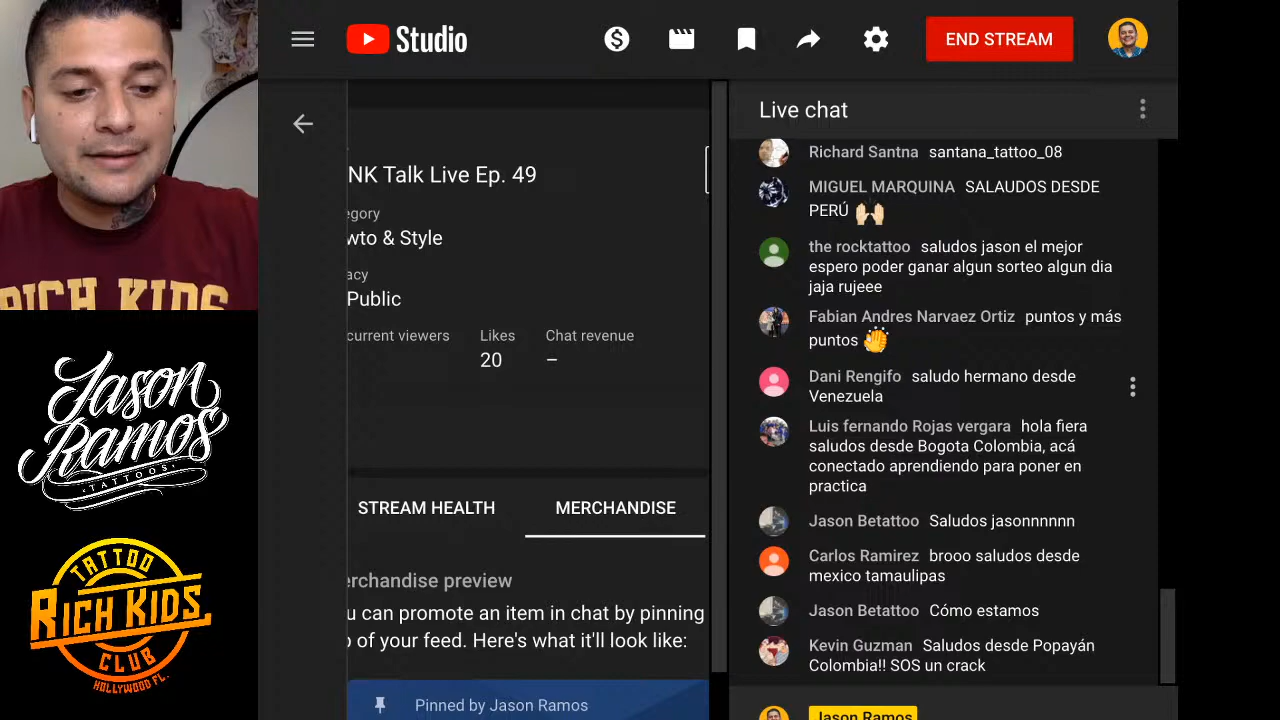 Studio
END STREAM
Live chat
NK Talk Live Ep. 49
egory
wto & Style
acy
Public
current viewers
Likes
Chat revenue
20
–
STREAM HEALTH
MERCHANDISE
erchandise preview
u can promote an item in chat by pinning
of your feed. Here's what it'll look like:
Pinned by Jason Ramos
Richard Santna santana_tattoo_08
MIGUEL MARQUINA SALAUDOS DESDE
PERÚ 🙌🏻
the rocktattoo saludos jason el mejor
espero poder ganar algun sorteo algun dia
jaja rujeee
Fabian Andres Narvaez Ortiz puntos y más
puntos 👏
Dani Rengifo saludo hermano desde
Venezuela
Luis fernando Rojas vergara hola fiera
saludos desde Bogota Colombia, acá
conectado aprendiendo para poner en
practica
Jason Betattoo Saludos jasonnnnnn
Carlos Ramirez brooo saludos desde
mexico tamaulipas
Jason Betattoo Cómo estamos
Kevin Guzman Saludos desde Popayán
Colombia!! SOS un crack
Jason Ramos
RICH KIDS
Jason
Ramos
TATTOOS
TATTOO
RICH KIDS
CLUB
HOLLYWOOD FL.